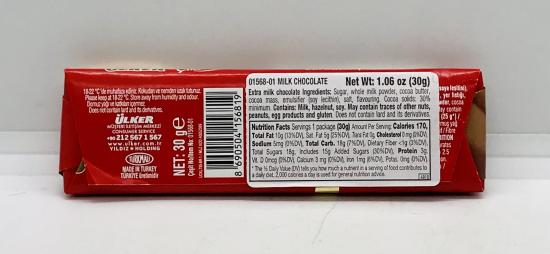 18-22 °C'de muhafaza ediniz. Kokudan ve nemden uzak tutunuz.
Please keep at 18-22 °C. Store away from humidity and odour.
Domuz yağı ve katkıları içermez.
Does not contain lard and its derivatives.
ÜLKER
MÜŞTERİ İLETİŞİM MERKEZİ
CONSUMER SERVICE
+90 212 567 1 567
www.ulker.com.tr
YILDIZ HOLDING
EUROMAR
MADE IN TURKEY
TÜRKİYE
NET: 30 g e
8 690504 156819
01568-01 MILK CHOCOLATE Net Wt: 1.06 oz (30g)
Extra milk chocolate Ingredients: Sugar, whole milk powder, cocoa butter,
cocoa mass, emulsifier (soy lecithin), salt, flavouring. Cocoa solids: 30%
minimum. Contains: Milk, hazelnut, soy. May contain traces of other nuts,
peanuts, egg products and gluten. Does not contain lard and its derivatives.
Nutrition Facts Servings 1 package (30g) Amount Per Serving: Calories 170,
Total Fat 10g (13%DV), Sat. Fat 5g (25%DV), Trans Fat 0g, Cholesterol 0mg (0%DV),
Sodium 5mg (0%DV), Total Carb. 18g (7%DV), Dietary Fiber <1g (3%DV),
Total Sugars 18g, Includes 15g Added Sugars (30%DV), Protein 3g,
Vit. D 0mcg (0%DV), Calcium 3mg (0%DV), Iron 1mg (6%DV), Potas. 0mg (0%DV).
*The % Daily Value (DV) tells you how much a nutrient in a serving of food contributes to
a daily diet. 2,000 calories a day is used for general nutrition advice.